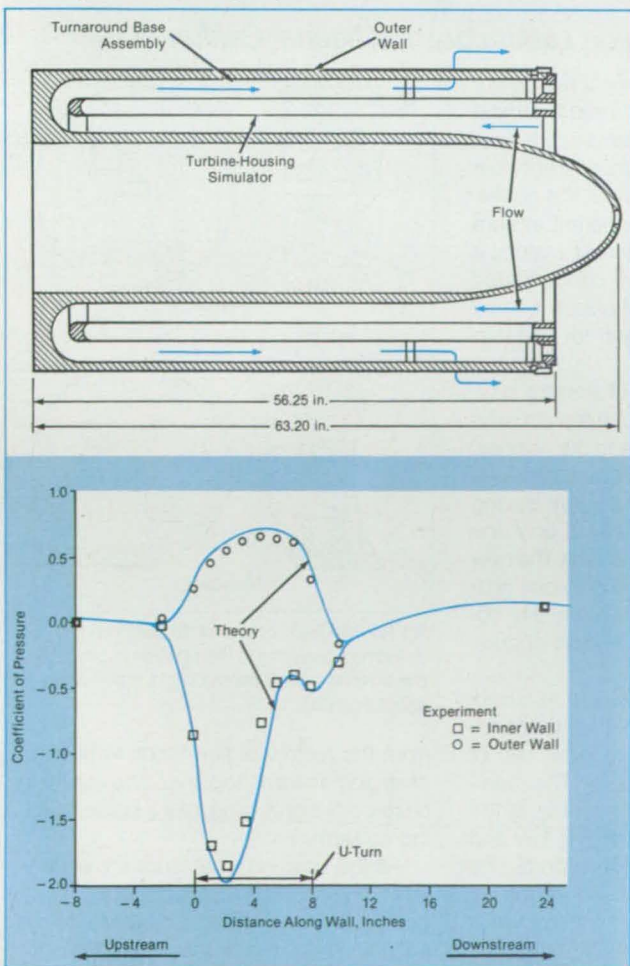 Turnaround Base
Assembly
Outer
Wall
Turbine-Housing
Simulator
Flow
56.25 in.
63.20 in.
1.0
0.5
0.0
−0.5
−1.0
−1.5
−2.0
Coefficient of Pressure
Theory
Experiment
□ = Inner Wall
○ = Outer Wall
U-Turn
−8 −4 0 4 8 12 16 20 24
Distance Along Wall, Inches
Upstream
Downstream